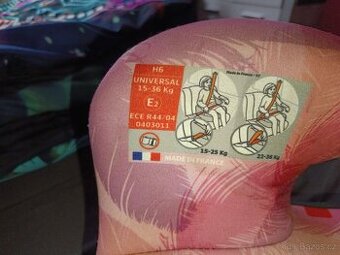 H6
UNIVERSAL
15-36 Kg
E2
ECE R44/04
0403011
MADE IN FRANCE
15-25 Kg
22-36 Kg